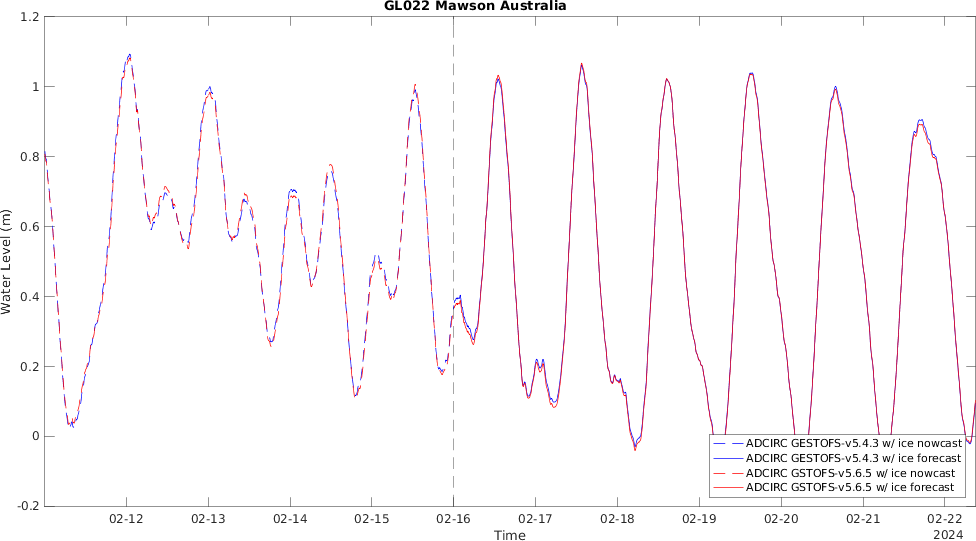 GL022 Mawson Australia
1.2
1
0.8
0.6
0.4
0.2
0
-0.2
Water Level (m)
ADCIRC GESTOFS-v5.4.3 w/ ice nowcast
ADCIRC GESTOFS-v5.4.3 w/ ice forecast
ADCIRC GSTOFS-v5.6.5 w/ ice nowcast
ADCIRC GSTOFS-v5.6.5 w/ ice forecast
02-12 02-13 02-14 02-15 02-16 02-17 02-18 02-19 02-20 02-21 02-22
Time
2024